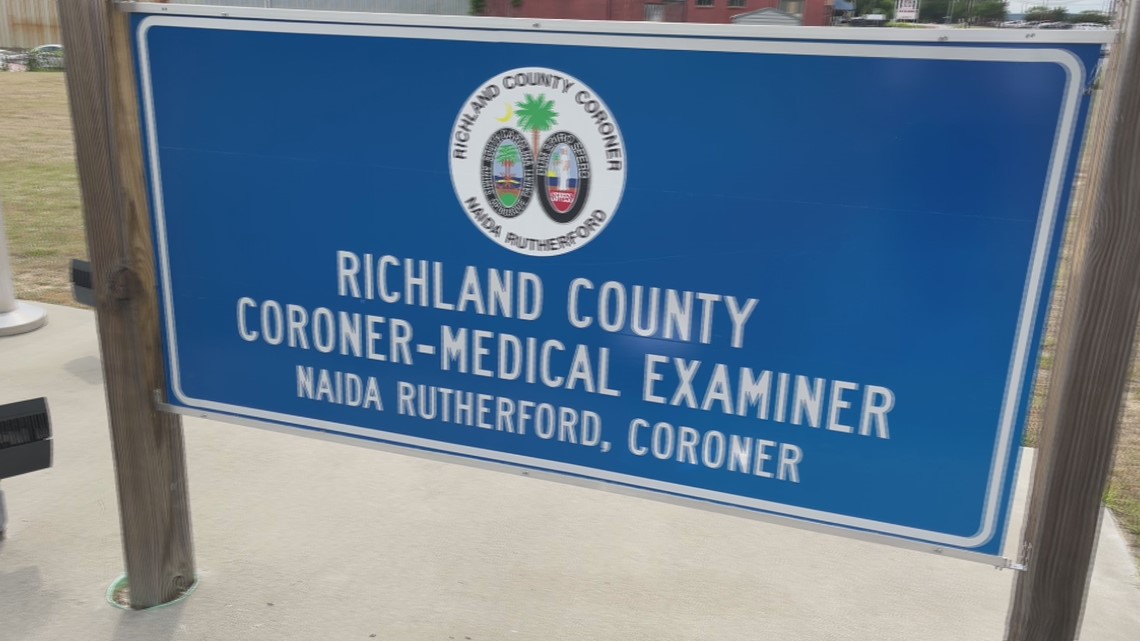 RICHLAND COUNTY CORONER
NAIDA RUTHERFORD
RICHLAND COUNTY
CORONER-MEDICAL EXAMINER
NAIDA RUTHERFORD, CORONER